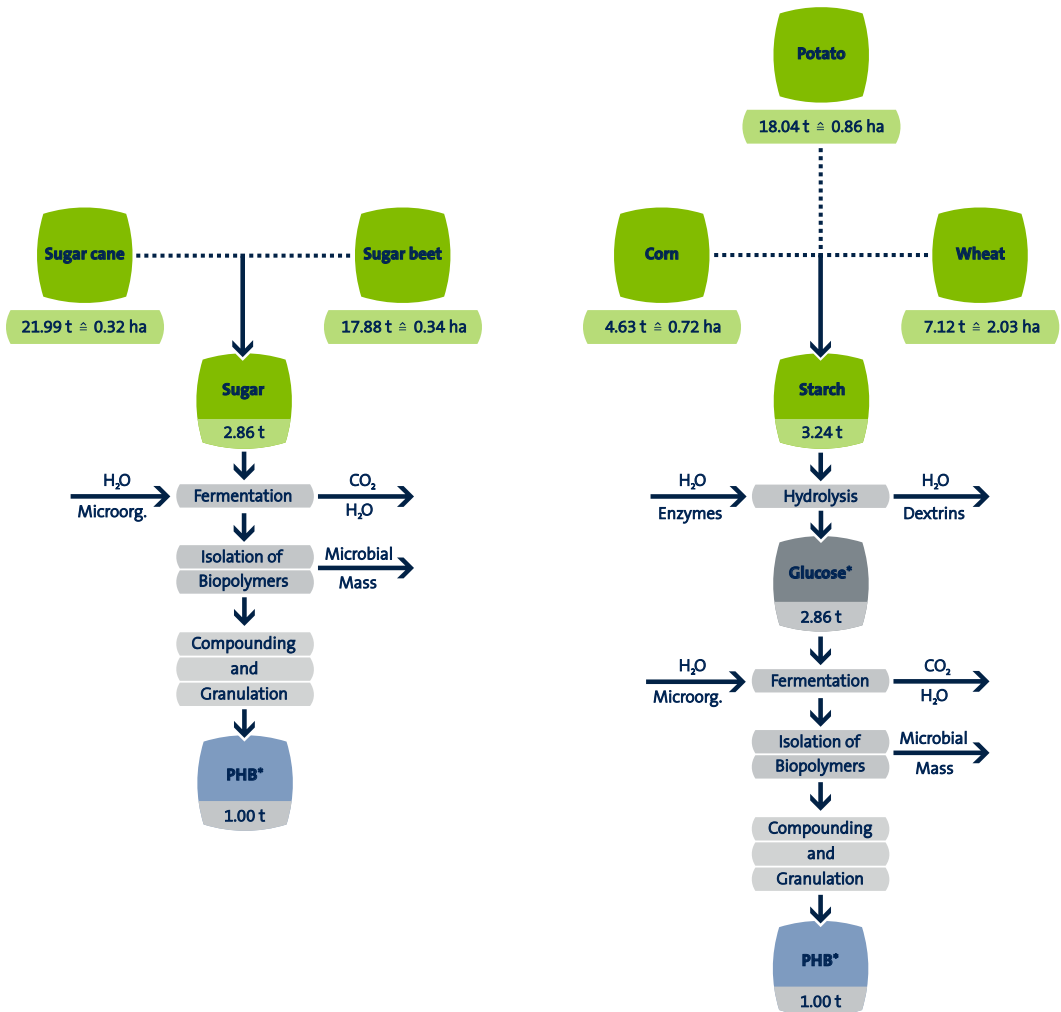 Potato
18.04 t ≙ 0.86 ha
Sugar cane
21.99 t ≙ 0.32 ha
Sugar beet
17.88 t ≙ 0.34 ha
Sugar
2.86 t
H₂O
Microorg.
Fermentation
CO₂
H₂O
Isolation of
Biopolymers
Microbial
Mass
Compounding
and
Granulation
PHB*
1.00 t
Corn
4.63 t ≙ 0.72 ha
Wheat
7.12 t ≙ 2.03 ha
Starch
3.24 t
H₂O
Enzymes
Hydrolysis
H₂O
Dextrins
Glucose*
2.86 t
H₂O
Microorg.
Fermentation
CO₂
H₂O
Isolation of
Biopolymers
Microbial
Mass
Compounding
and
Granulation
PHB*
1.00 t